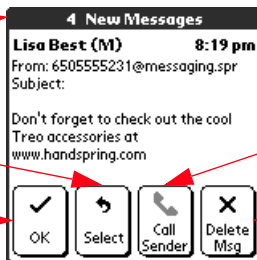 4 New Messages
Lisa Best (M) 8:19 pm
From: 6505555231@messaging.spr
Subject:
Don't forget to check out the cool
Treo accessories at
www.handspring.com
OK
Select
Call
Sender
Delete
Msg